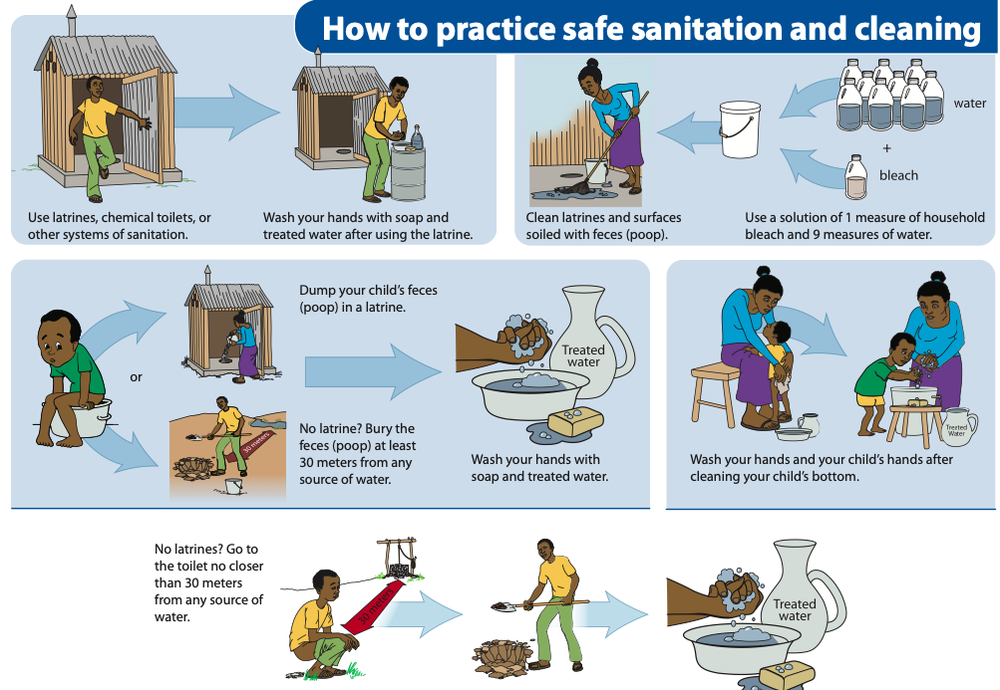 How to practice safe sanitation and cleaning
Use latrines, chemical toilets, or
other systems of sanitation.
Wash your hands with soap and
treated water after using the latrine.
Clean latrines and surfaces
soiled with feces (poop).
water
+
bleach
Use a solution of 1 measure of household
bleach and 9 measures of water.
or
Dump your child's feces
(poop) in a latrine.
30 meters
No latrine? Bury the
feces (poop) at least
30 meters from any
source of water.
Treated
water
Wash your hands with
soap and treated water.
Treated
Water
Wash your hands and your child's hands after
cleaning your child's bottom.
No latrines? Go to
the toilet no closer
than 30 meters
from any source of
water.
30 meters
Treated
water